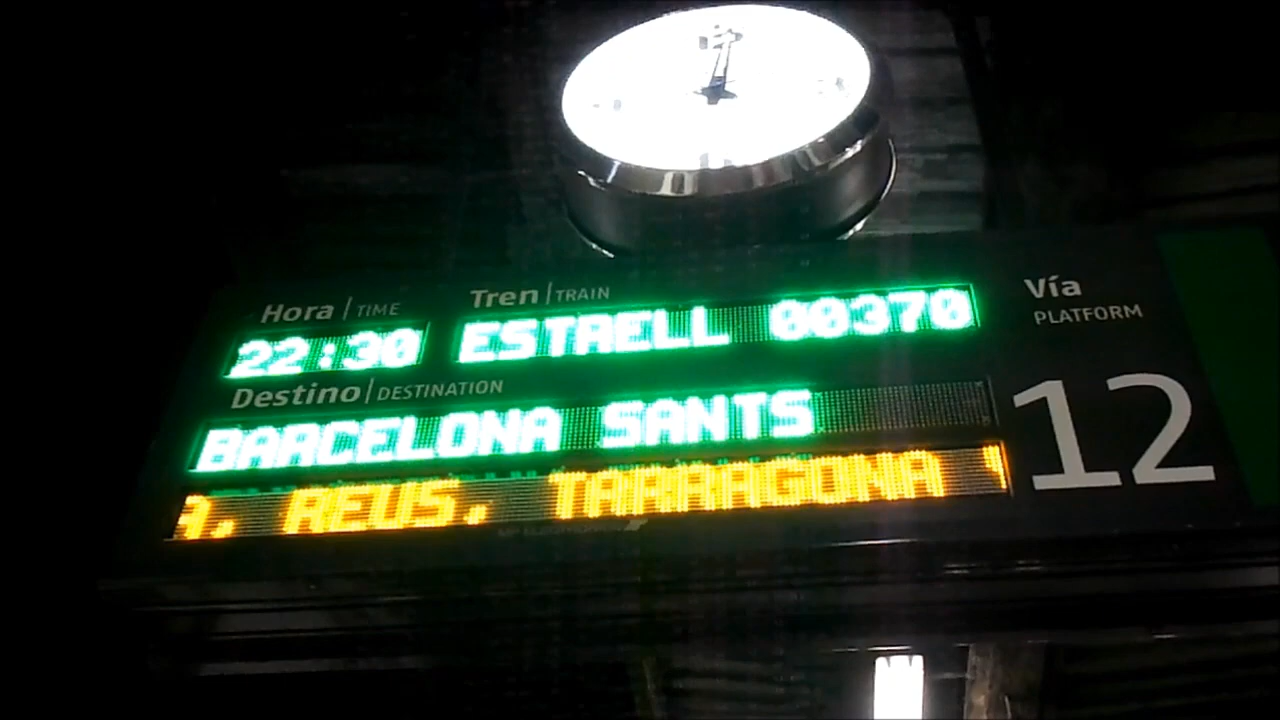 Hora | TIME
Tren | TRAIN
Vía
PLATFORM
22:30
ESTRELL 00370
Destino | DESTINATION
BARCELONA SANTS
12
A, REUS, TARRAGONA